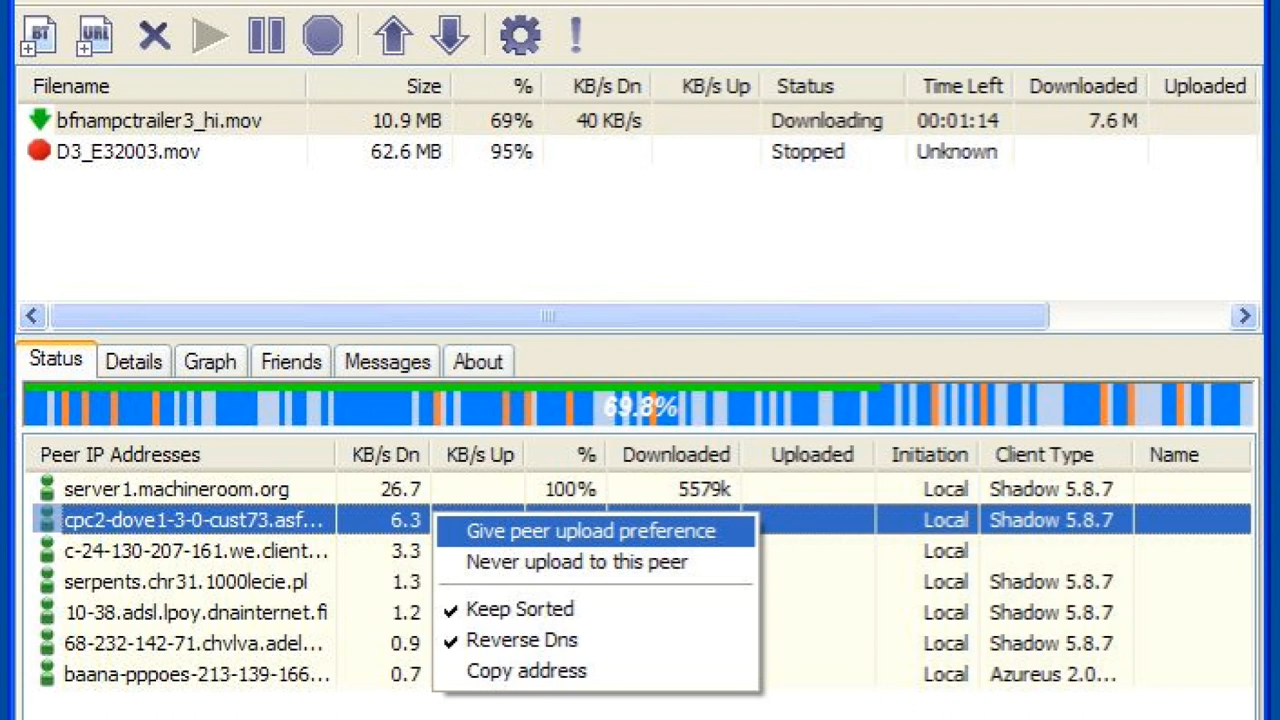 BT URL
Filename Size % KB/s Dn KB/s Up Status Time Left Downloaded Uploaded
bfnampctrailer3_hi.mov 10.9 MB 69% 40 KB/s Downloading 00:01:14 7.6 M
D3_E32003.mov 62.6 MB 95% Stopped Unknown
Status Details Graph Friends Messages About
69.8%
Peer IP Addresses KB/s Dn KB/s Up % Downloaded Uploaded Initiation Client Type Name
server1.machineroom.org 26.7 100% 5579k Local Shadow 5.8.7
cpc2-dove1-3-0-cust73.asf... 6.3 Local Shadow 5.8.7
Give peer upload preference
c-24-130-207-161.we.client... 3.3 Local
Never upload to this peer
serpents.chr31.1000lecie.pl 1.3 Local Shadow 5.8.7
10-38.adsl.lpoy.dnainternet.fi 1.2 Keep Sorted Local Shadow 5.8.7
68-232-142-71.chvlva.adel... 0.9 Reverse Dns Local Shadow 5.8.7
baana-pppoes-213-139-166... 0.7 Copy address Local Azureus 2.0...